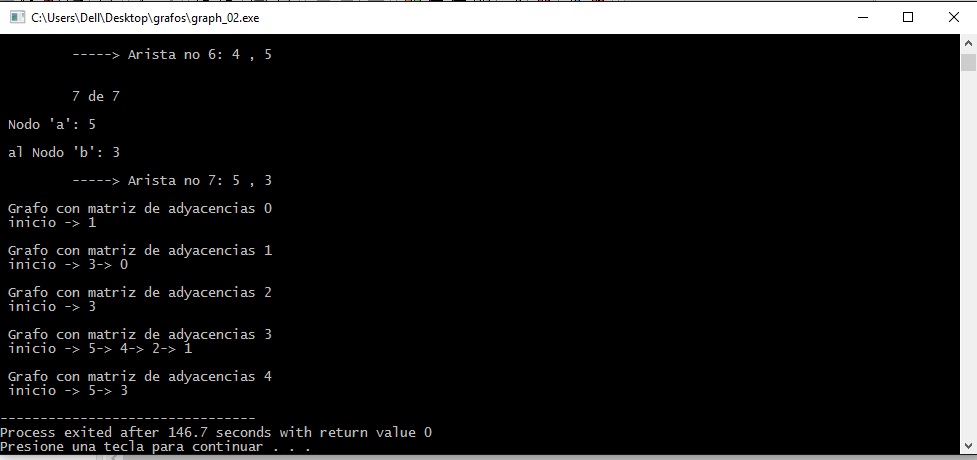 C:\Users\Dell\Desktop\grafos\graph_02.exe
-----> Arista no 6: 4 , 5
7 de 7
Nodo 'a': 5
al Nodo 'b': 3
-----> Arista no 7: 5 , 3
Grafo con matriz de adyacencias 0
inicio -> 1
Grafo con matriz de adyacencias 1
inicio -> 3-> 0
Grafo con matriz de adyacencias 2
inicio -> 3
Grafo con matriz de adyacencias 3
inicio -> 5-> 4-> 2-> 1
Grafo con matriz de adyacencias 4
inicio -> 5-> 3
--------------------------------
Process exited after 146.7 seconds with return value 0
Presione una tecla para continuar . . .